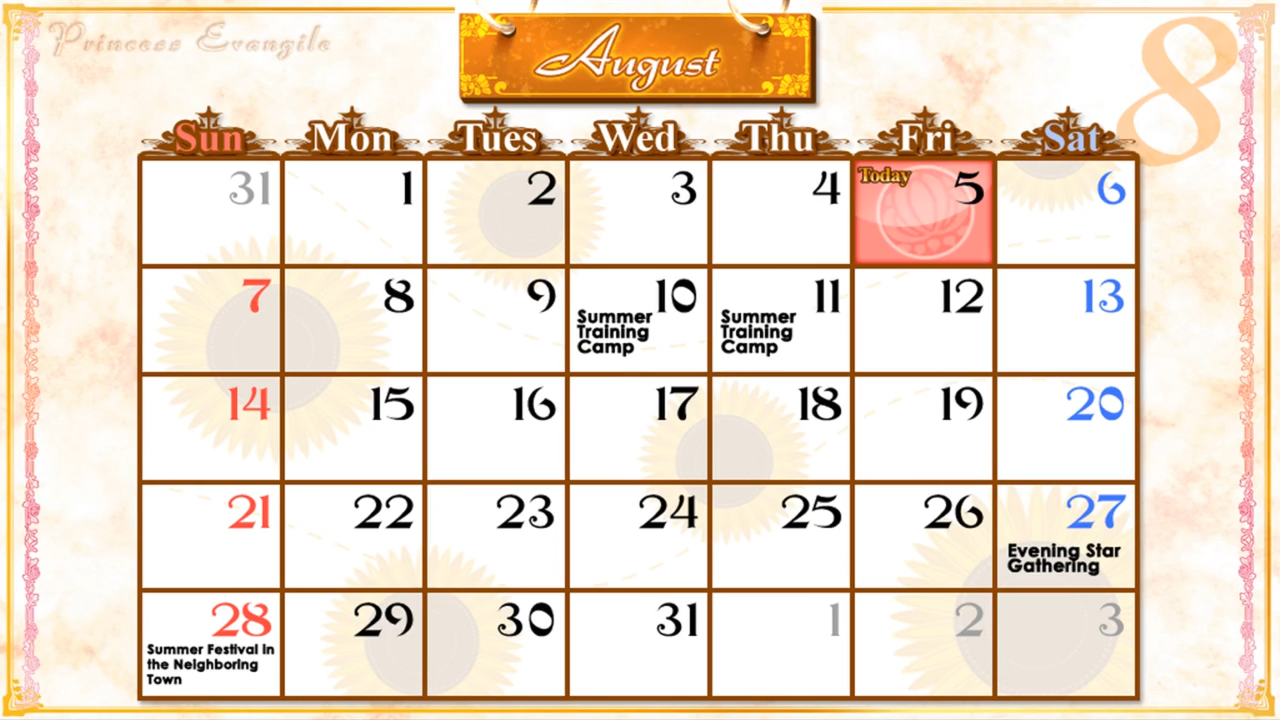 Princess Evangile
August
8
Sun Mon Tues Wed Thu Fri Sat
31 1 2 3 4 Today 5 6
7 8 9 10 11 12 13
Summer Summer
Training Training
Camp Camp
14 15 16 17 18 19 20
21 22 23 24 25 26 27
Evening Star
Gathering
28 29 30 31 1 2 3
Summer Festival in
the Neighboring
Town